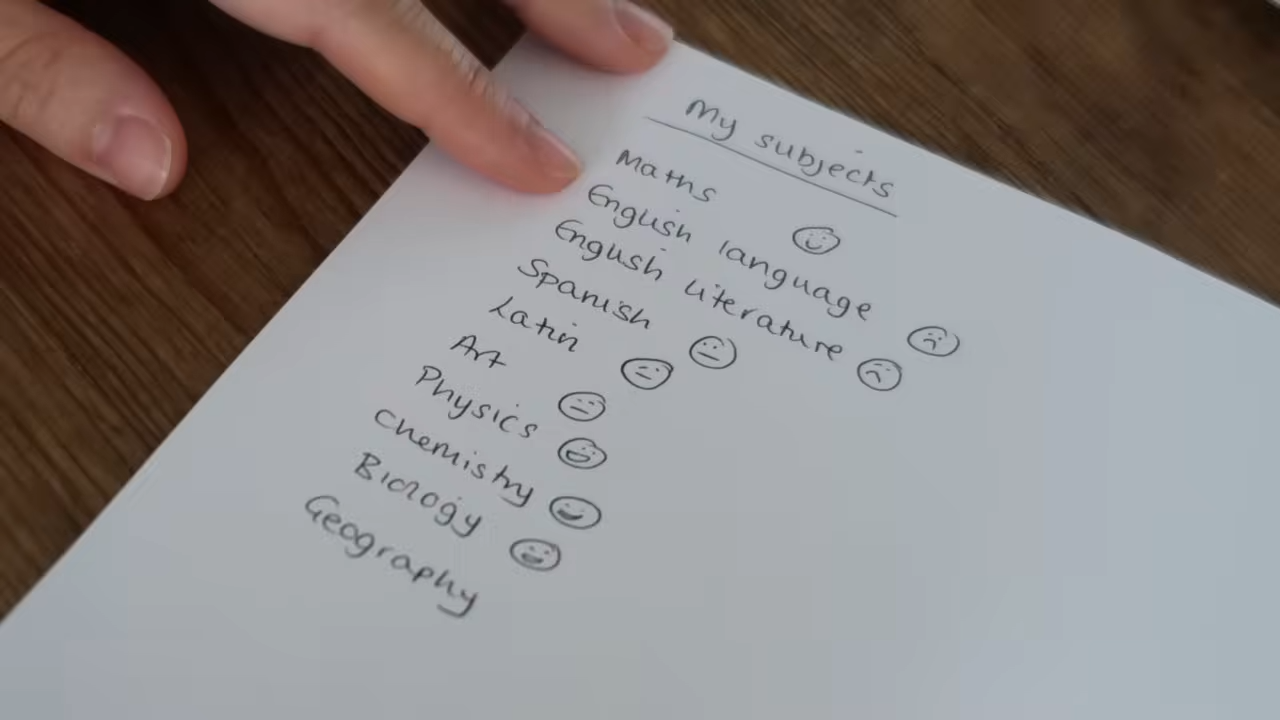 My subjects
Maths
English language
English Literature
Spanish
Latin
Art
Physics
Chemistry
Biology
Geography